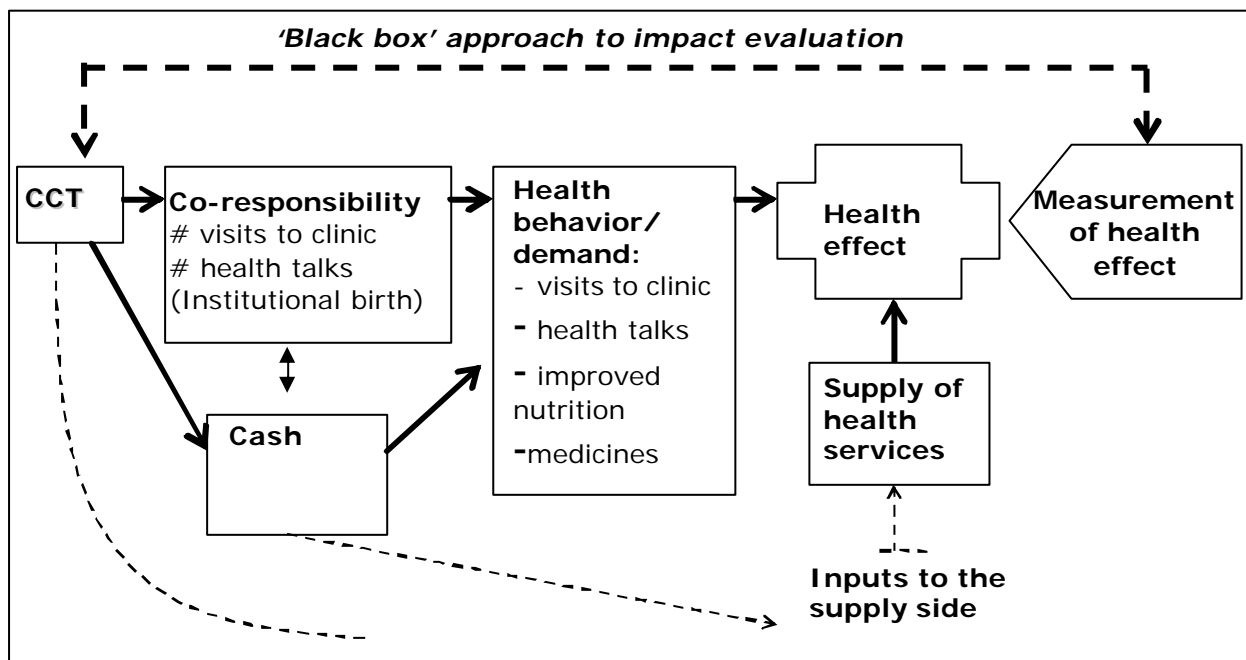 ‘Black box’ approach to impact evaluation
CCT
Co-responsibility
# visits to clinic
# health talks
(Institutional birth)
Cash
Health
behavior/
demand:
- visits to clinic
- health talks
- improved
nutrition
-medicines
Health
effect
Measurement
of health
effect
Supply of
health
services
Inputs to the
supply side